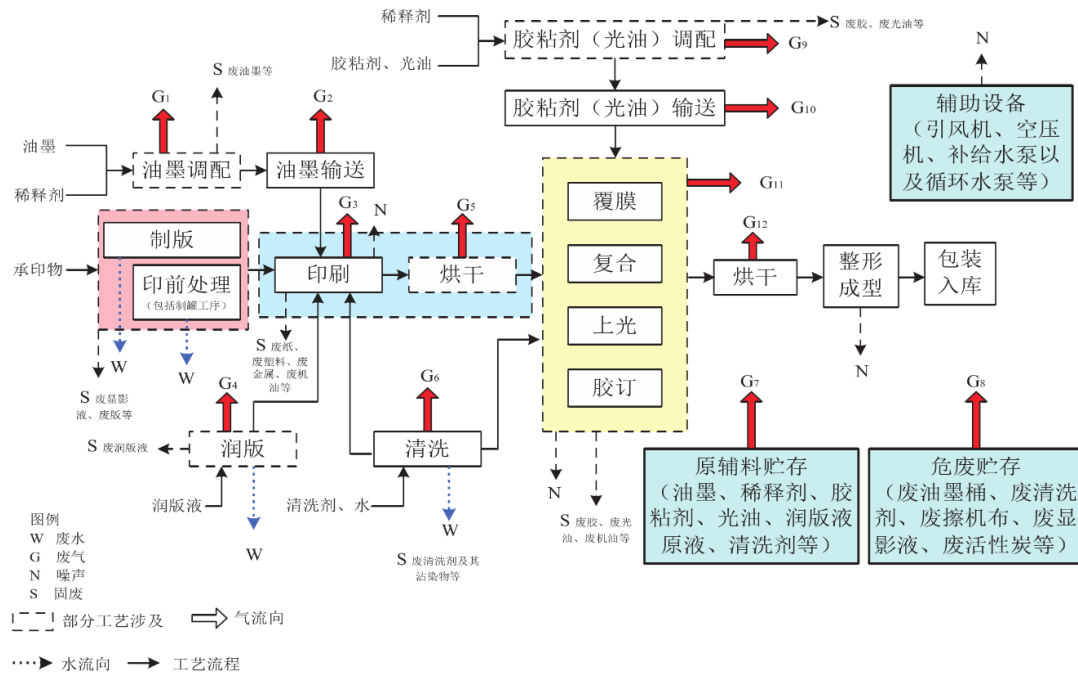 稀释剂
胶粘剂、光油
胶粘剂（光油）调配
S 废胶、废光油等
G9
胶粘剂（光油）输送
G10
N
辅助设备
（引风机、空压
机、补给水泵以
及循环水泵等）
S 废油墨等
G1
G2
油墨
稀释剂
油墨调配
油墨输送
G3
N
G5
G11
G12
承印物
制版
印前处理
（包括制罐工序）
印刷
烘干
覆膜
复合
上光
胶订
烘干
整形
成型
包装
入库
W
W
S 废显影
液、废版等
S 废纸、
废塑料、废
金属、废机
油等
N
G4
G6
G7
G8
S 废润版液
润版
清洗
润版液
清洗剂、水
W
W
S 废清洗剂及其
沾染物等
N
S 废胶、废光
油、废机油等
原辅料贮存
（油墨、稀释剂、胶
粘剂、光油、润版液
原液、清洗剂等）
危废贮存
（废油墨桶、废清洗
剂、废擦机布、废显
影液、废活性炭等）
图例
W 废水
G 废气
N 噪声
S 固废
部分工艺涉及
气流向
水流向
工艺流程